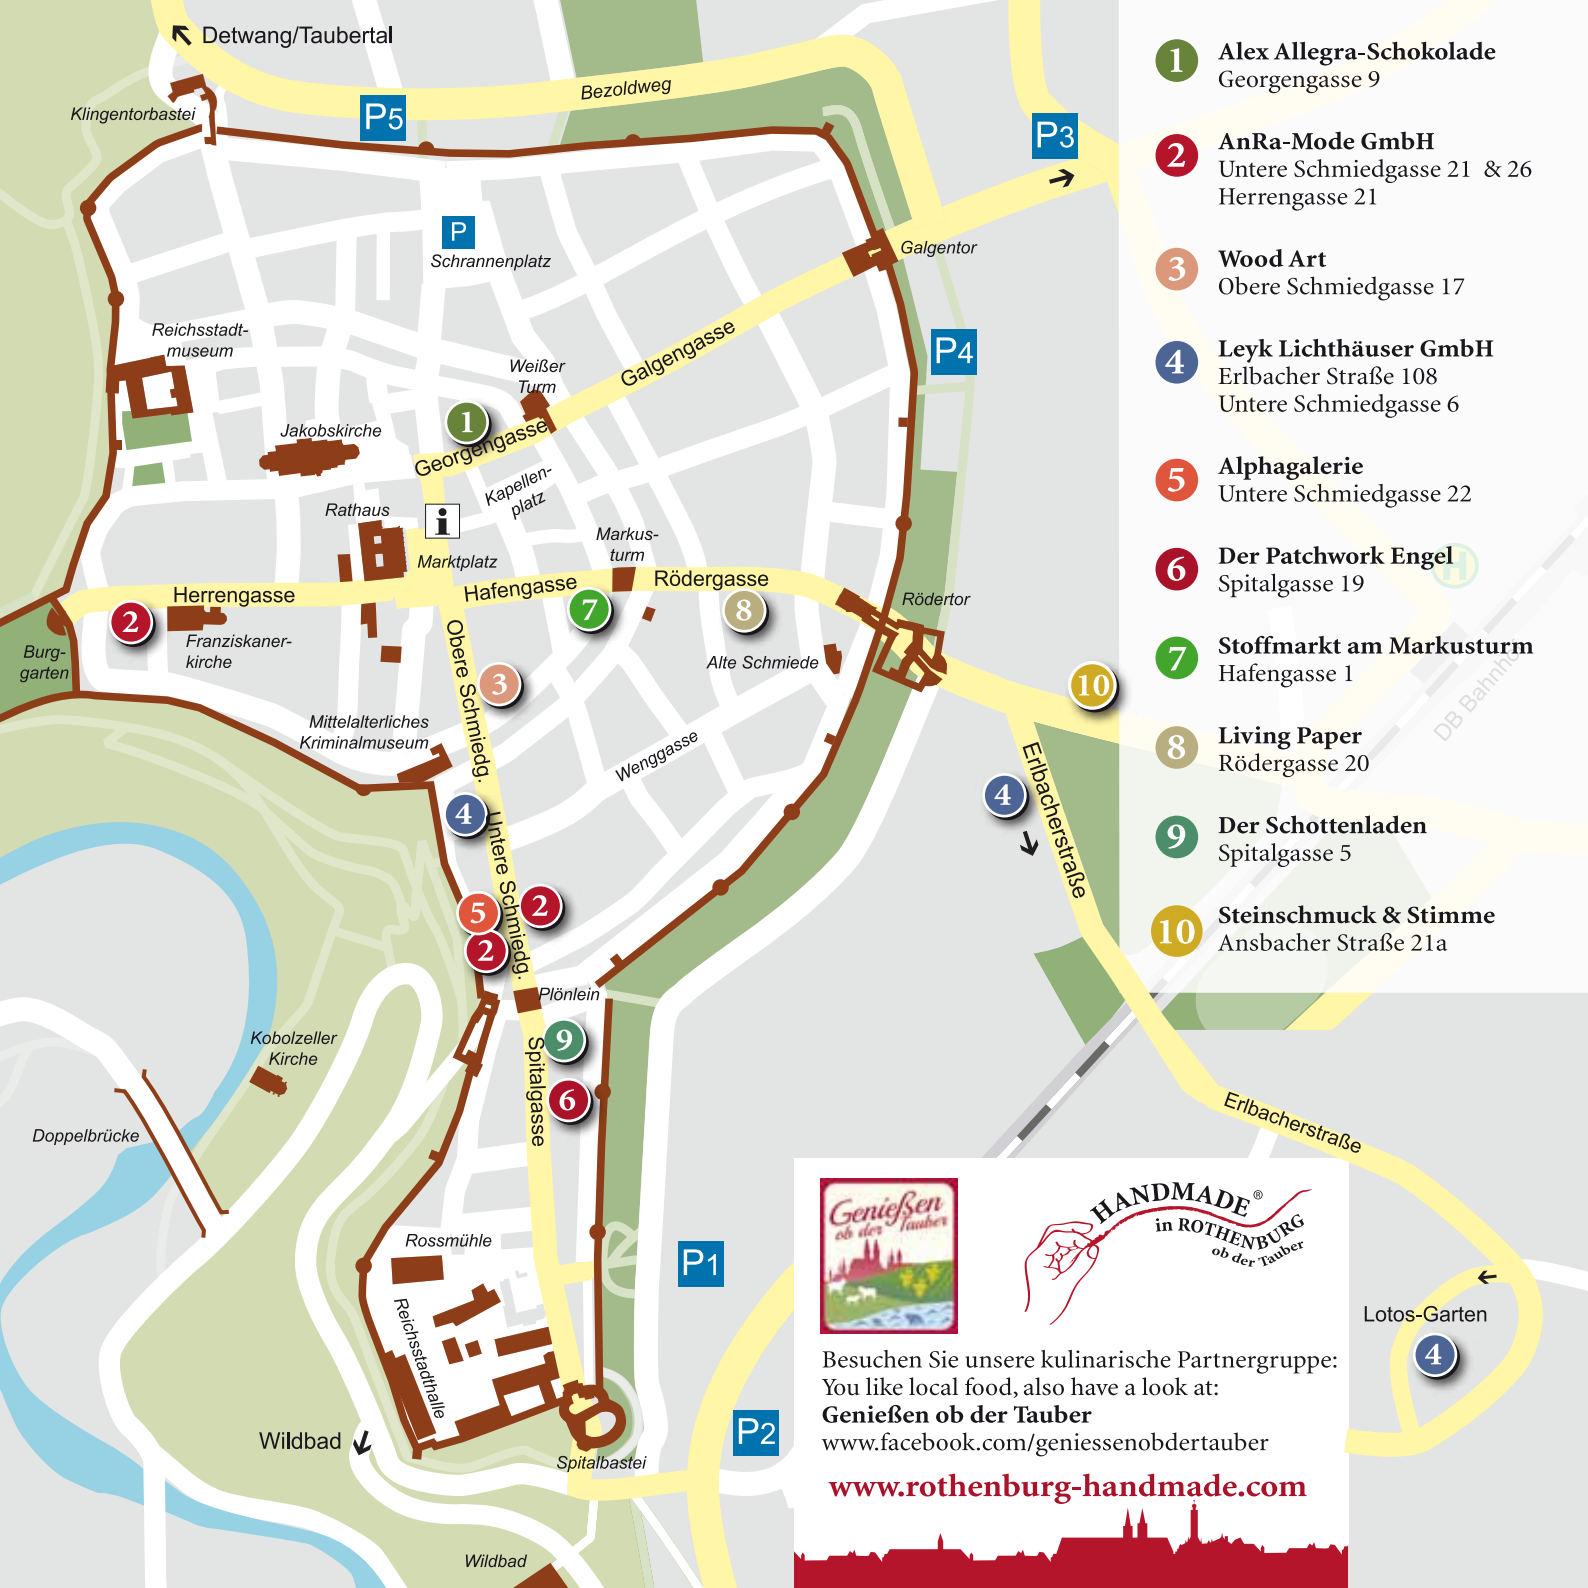 Detwang/Taubertal
Klingentorbastei
P5
Bezoldweg
P3
P
Schrannenplatz
Galgentor
Reichsstadt-
museum
Weißer
Turm
Galgengasse
P4
1
Georgengasse
Jakobskirche
Kapellen-
platz
Rathaus
i
Marktplatz
Markus-
turm
Herrengasse
Hafengasse
Rödergasse
Rödertor
2
7
8
Franziskaner-
kirche
Burg-
garten
Alte Schmiede
Obere Schmiedg.
3
10
Mittelalterliches
Kriminalmuseum
Wenggasse
4
4
Erlbacherstraße
Untere Schmiedg.
5
2
2
Plönlein
9
Spitalgasse
6
Kobolzeller
Kirche
Doppelbrücke
Erlbacherstraße
Rossmühle
P1
Reichsstadthalle
Wildbad
P2
Spitalbastei
Wildbad
Lotos-Garten
4
H
DB Bahnhof
1 Alex Allegra-Schokolade
Georgengasse 9
2 AnRa-Mode GmbH
Untere Schmiedgasse 21 & 26
Herrengasse 21
3 Wood Art
Obere Schmiedgasse 17
4 Leyk Lichthäuser GmbH
Erlbacher Straße 108
Untere Schmiedgasse 6
5 Alphagalerie
Untere Schmiedgasse 22
6 Der Patchwork Engel
Spitalgasse 19
7 Stoffmarkt am Markusturm
Hafengasse 1
8 Living Paper
Rödergasse 20
9 Der Schottenladen
Spitalgasse 5
10 Steinschmuck & Stimme
Ansbacher Straße 21a
Genießen
ob der Tauber
HANDMADE®
in ROTHENBURG
ob der Tauber
Besuchen Sie unsere kulinarische Partnergruppe:
You like local food, also have a look at:
Genießen ob der Tauber
www.facebook.com/geniessenobdertauber
www.rothenburg-handmade.com